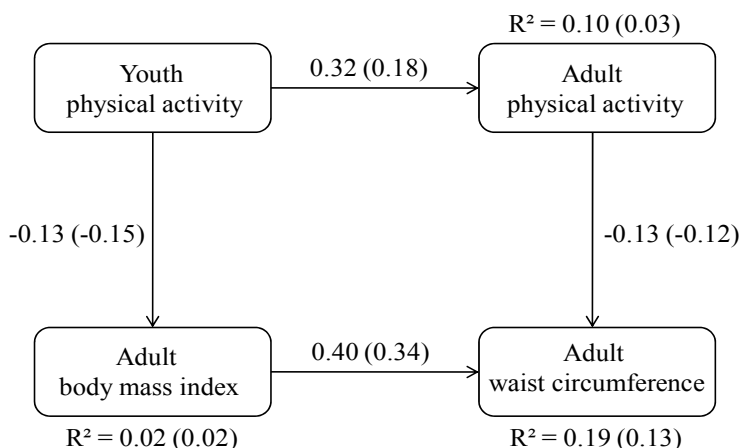 R² = 0.10 (0.03)
Youth
physical activity
0.32 (0.18)
Adult
physical activity
-0.13 (-0.15)
-0.13 (-0.12)
Adult
body mass index
0.40 (0.34)
Adult
waist circumference
R² = 0.02 (0.02)
R² = 0.19 (0.13)